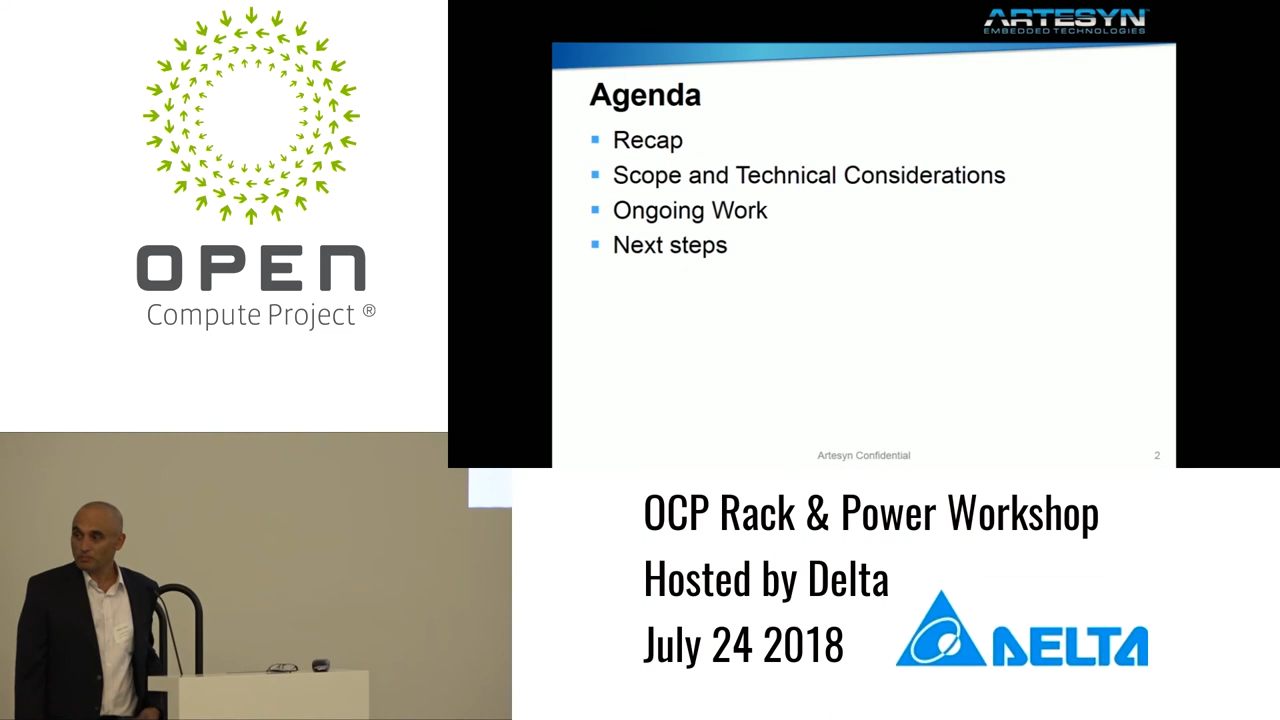 OPEN
Compute Project ®
ARTESYN
EMBEDDED TECHNOLOGIES
Agenda
Recap
Scope and Technical Considerations
Ongoing Work
Next steps
Artesyn Confidential
2
OCP Rack & Power Workshop
Hosted by Delta
July 24 2018
DELTA